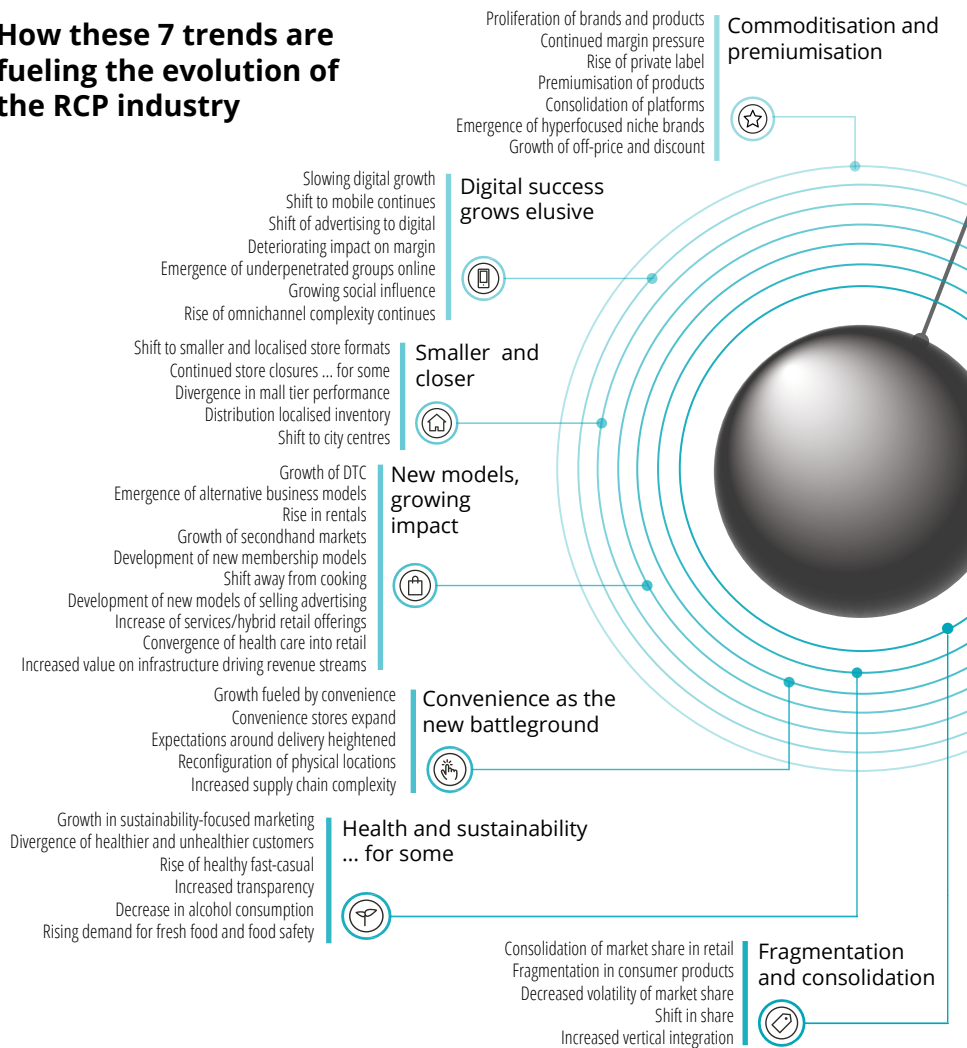 How these 7 trends are
fueling the evolution of
the RCP industry
Proliferation of brands and products
Continued margin pressure
Rise of private label
Premiumisation of products
Consolidation of platforms
Emergence of hyperfocused niche brands
Growth of off-price and discount
Commoditisation and
premiumisation
Slowing digital growth
Shift to mobile continues
Shift of advertising to digital
Deteriorating impact on margin
Emergence of underpenetrated groups online
Growing social influence
Rise of omnichannel complexity continues
Digital success
grows elusive
Shift to smaller and localised store formats
Continued store closures ... for some
Divergence in mall tier performance
Distribution localised inventory
Shift to city centres
Smaller and
closer
Growth of DTC
Emergence of alternative business models
Rise in rentals
Growth of secondhand markets
Development of new membership models
Shift away from cooking
Development of new models of selling advertising
Increase of services/hybrid retail offerings
Convergence of health care into retail
Increased value on infrastructure driving revenue streams
New models,
growing
impact
Growth fueled by convenience
Convenience stores expand
Expectations around delivery heightened
Reconfiguration of physical locations
Increased supply chain complexity
Convenience as the
new battleground
Growth in sustainability-focused marketing
Divergence of healthier and unhealthier customers
Rise of healthy fast-casual
Increased transparency
Decrease in alcohol consumption
Rising demand for fresh food and food safety
Health and sustainability
... for some
Consolidation of market share in retail
Fragmentation in consumer products
Decreased volatility of market share
Shift in share
Increased vertical integration
Fragmentation
and consolidation